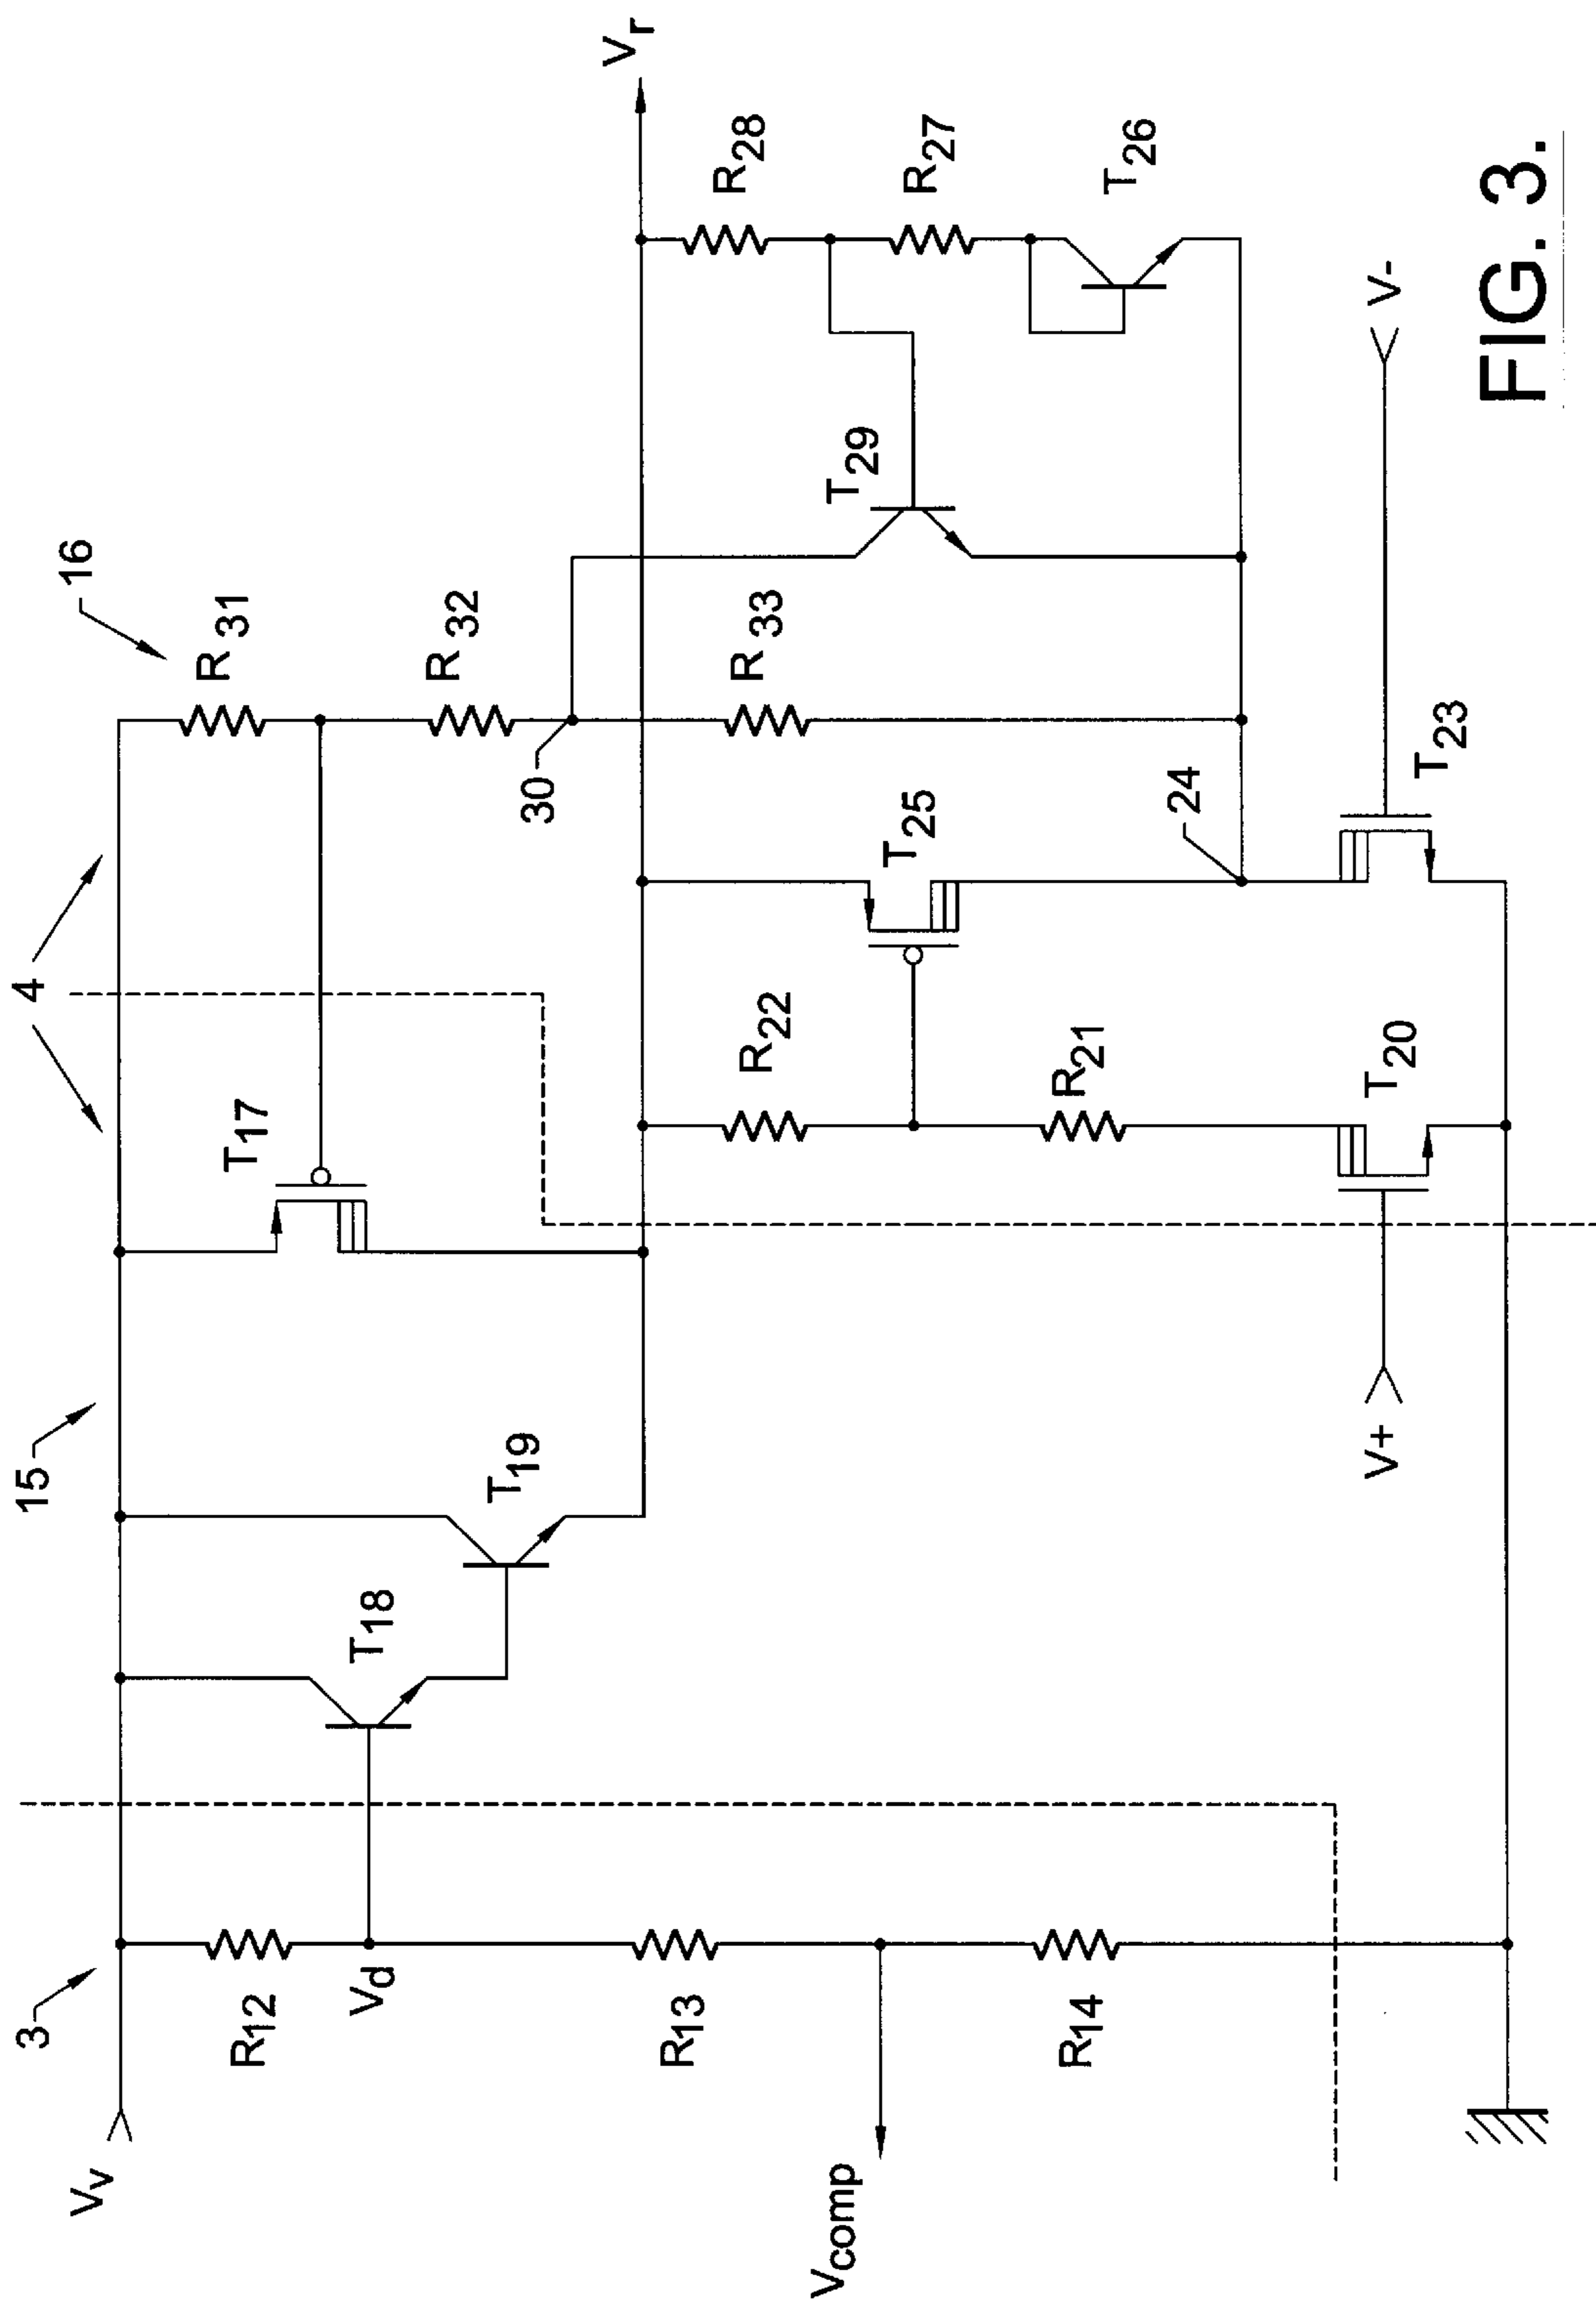 3
15
4
16
Vv
R12
Vd
R13
Vcomp
R14
T18
T19
T17
R31
R32
30
R33
Vr
R28
R27
T26
T29
R22
R21
T25
24
T20
T23
V+
V-
FIG. 3.